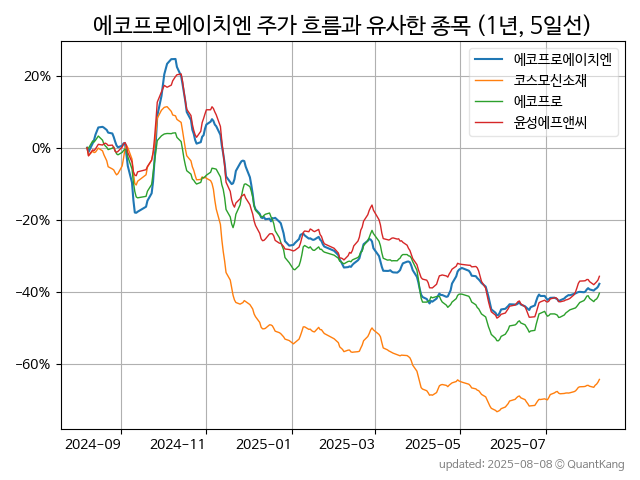 에코프로에이치엔 주가 흐름과 유사한 종목 (1년, 5일선)
에코프로에이치엔
코스모신소재
에코프로
윤성에프앤씨
20%
0%
−20%
−40%
−60%
2024-09 2024-11 2025-01 2025-03 2025-05 2025-07
updated: 2025-08-08 © QuantKang